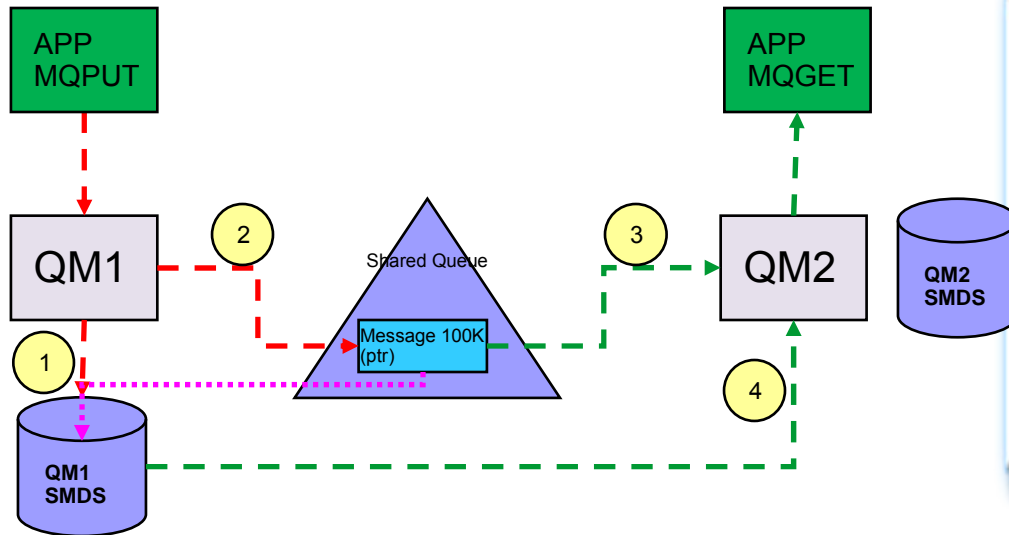 APP
MQPUT
APP
MQGET
QM1
2
Shared Queue
3
QM2
QM2
SMDS
Message 100K
(ptr)
1
4
QM1
SMDS